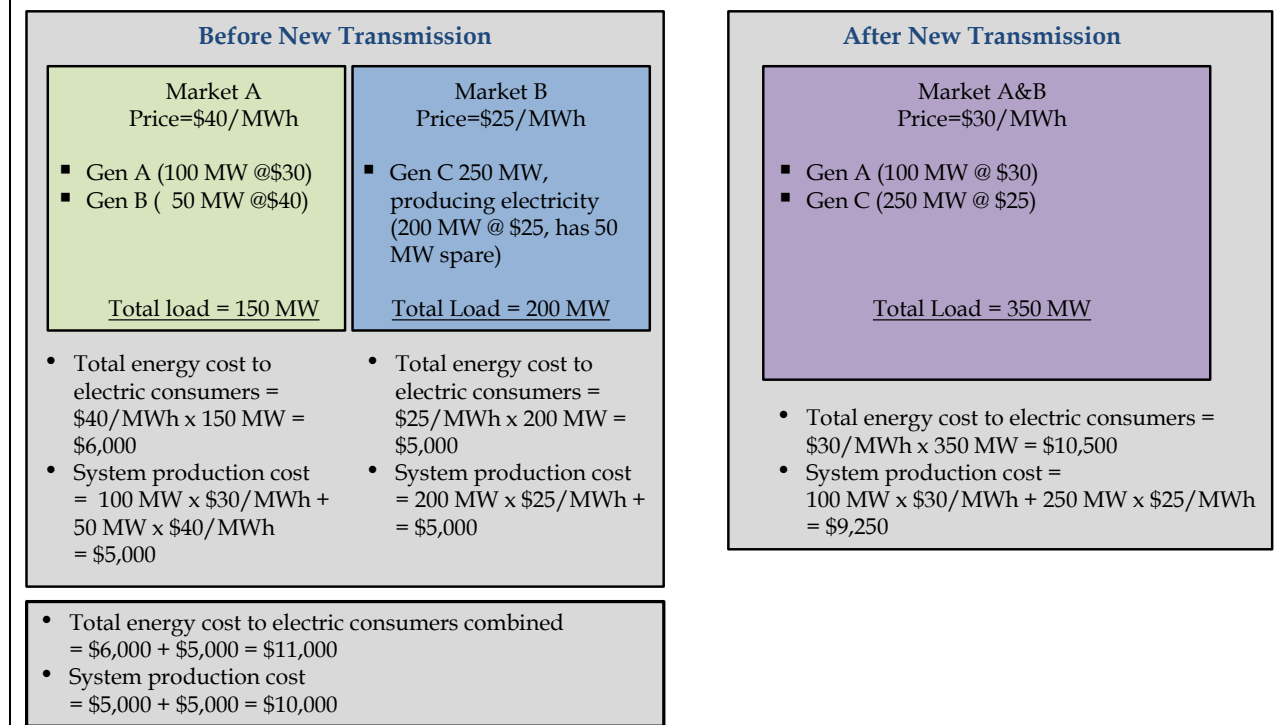 Before New Transmission
Market A
Price=$40/MWh
▪ Gen A (100 MW @$30)
▪ Gen B ( 50 MW @$40)
Total load = 150 MW
Market B
Price=$25/MWh
▪ Gen C 250 MW,
producing electricity
(200 MW @ $25, has 50
MW spare)
Total Load = 200 MW
• Total energy cost to
electric consumers =
$40/MWh x 150 MW =
$6,000
• System production cost
= 100 MW x $30/MWh +
50 MW x $40/MWh
= $5,000
• Total energy cost to
electric consumers =
$25/MWh x 200 MW =
$5,000
• System production cost
= 200 MW x $25/MWh +
= $5,000
• Total energy cost to electric consumers combined
= $6,000 + $5,000 = $11,000
• System production cost
= $5,000 + $5,000 = $10,000
After New Transmission
Market A&B
Price=$30/MWh
▪ Gen A (100 MW @ $30)
▪ Gen C (250 MW @ $25)
Total Load = 350 MW
• Total energy cost to electric consumers =
$30/MWh x 350 MW = $10,500
• System production cost =
100 MW x $30/MWh + 250 MW x $25/MWh
= $9,250